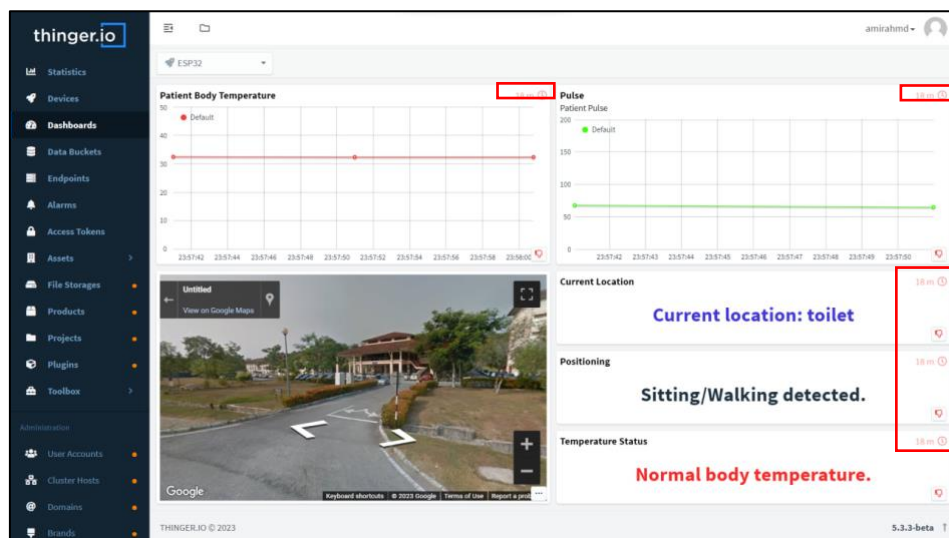 thinger.io
amirahmd
Statistics
Devices
Dashboards
Data Buckets
Endpoints
Alarms
Access Tokens
Assets
File Storages
Products
Projects
Plugins
Toolbox
Administration
User Accounts
Cluster Hosts
Domains
Brands
ESP32
Patient Body Temperature
18 m
Default
50
40
30
20
10
0
23:57:42 23:57:44 23:57:46 23:57:48 23:57:50 23:57:52 23:57:54 23:57:56 23:57:58 23:58:00
Pulse
18 m
Patient Pulse
Default
200
150
100
50
0
23:57:42 23:57:43 23:57:44 23:57:45 23:57:46 23:57:47 23:57:48 23:57:49 23:57:50
Untitled
View on Google Maps
Google
Keyboard shortcuts © 2023 Google Terms of Use Report a
Current Location
18 m
Current location: toilet
Positioning
18 m
Sitting/Walking detected.
Temperature Status
18 m
Normal body temperature.
THINGER.IO © 2023
5.3.3-beta